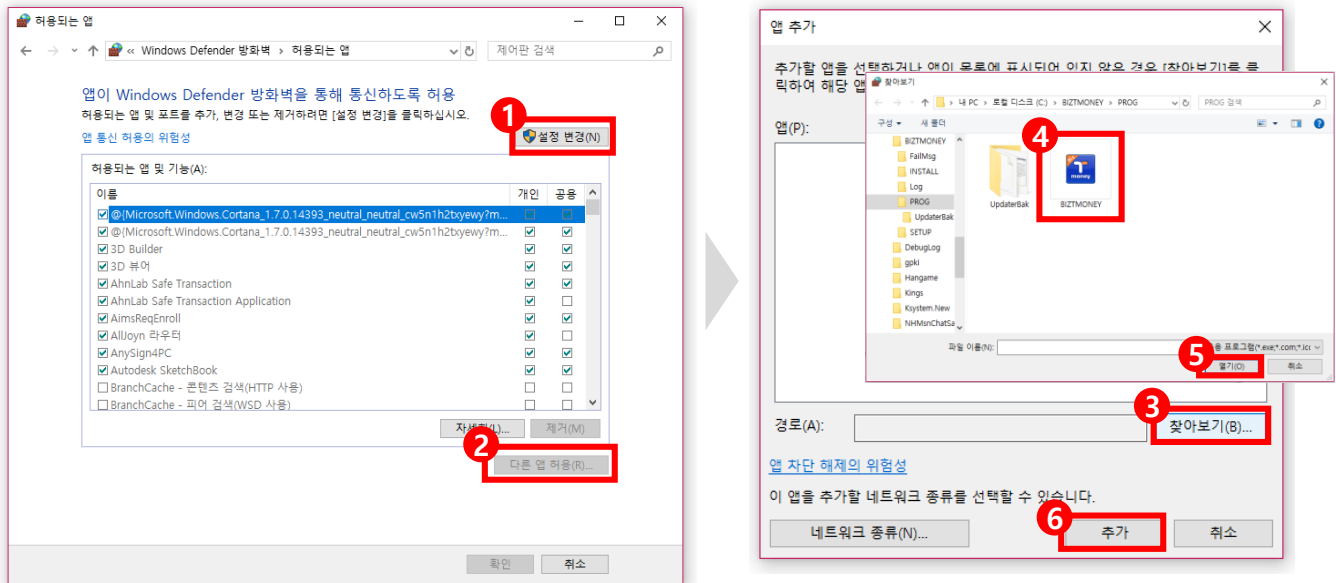 허용되는 앱
« Windows Defender 방화벽 › 허용되는 앱
제어판 검색
앱이 Windows Defender 방화벽을 통해 통신하도록 허용
허용되는 앱 및 포트를 추가, 변경 또는 제거하려면 [설정 변경]을 클릭하십시오.
1
앱 통신 허용의 위험성
설정 변경(N)
허용되는 앱 및 기능(A):
이름 개인 공용
@{Microsoft.Windows.Cortana_1.7.0.14393_neutral_neutral_cw5n1h2txyewy?m...
@{Microsoft.Windows.Cortana_1.7.0.14393_neutral_neutral_cw5n1h2txyewy?m...
3D Builder
3D 뷰어
AhnLab Safe Transaction
AhnLab Safe Transaction Application
AimsReqEnroll
AllJoyn 라우터
AnySign4PC
Autodesk SketchBook
BranchCache - 콘텐츠 검색(HTTP 사용)
BranchCache - 피어 검색(WSD 사용)
제거(M)
2
다른 앱 허용(R)...
확인 취소
앱 추가
추가할 앱을 선택하거나 앱이 목록에 표시되어 있지 않은 경우 [찾아보기]를 클
릭하여 해당 앱
앱(P):
찾아보기
› 내 PC › 로컬 디스크 (C:) › BIZTMONEY › PROG
PROG 검색
구성 새 폴더
BIZTMONEY
FailMsg
INSTALL
Log
PROG
UpdaterBak
SETUP
DebugLog
gpki
Hangame
Kings
Ksystem.New
NHMsnChatSa
UpdaterBak
4
T
money
BIZTMONEY
파일 이름(N):
프로그램(*.exe;*.com;*.icc
5
열기(O) 취소
3
경로(A): 찾아보기(B)...
앱 차단 해제의 위험성
이 앱을 추가할 네트워크 종류를 선택할 수 있습니다.
6
네트워크 종류(N)... 추가 취소